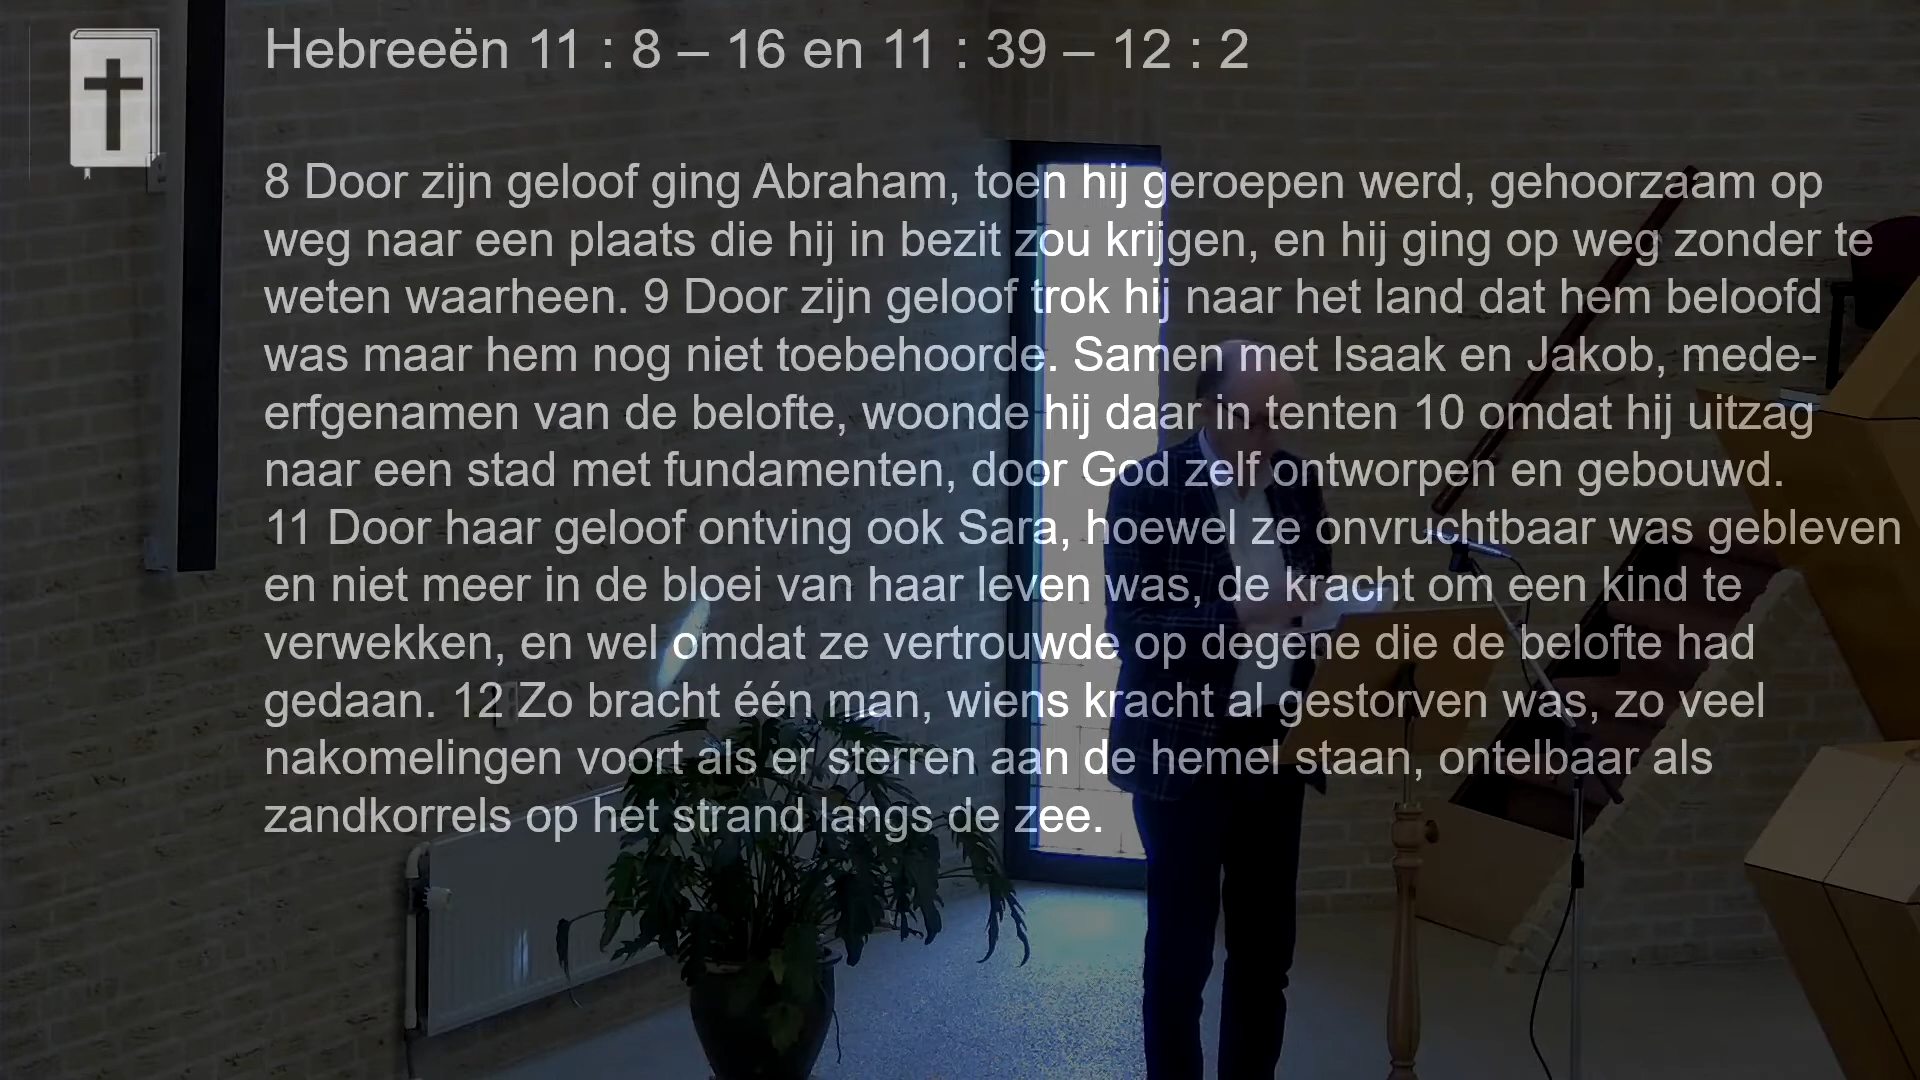 Hebreeën 11 : 8 – 16 en 11 : 39 – 12 : 2
8 Door zijn geloof ging Abraham, toen hij geroepen werd, gehoorzaam op
weg naar een plaats die hij in bezit zou krijgen, en hij ging op weg zonder te
weten waarheen. 9 Door zijn geloof trok hij naar het land dat hem beloofd
was maar hem nog niet toebehoorde. Samen met Isaak en Jakob, mede-
erfgenamen van de belofte, woonde hij daar in tenten 10 omdat hij uitzag
naar een stad met fundamenten, door God zelf ontworpen en gebouwd.
11 Door haar geloof ontving ook Sara, hoewel ze onvruchtbaar was gebleven
en niet meer in de bloei van haar leven was, de kracht om een kind te
verwekken, en wel omdat ze vertrouwde op degene die de belofte had
gedaan. 12 Zo bracht één man, wiens kracht al gestorven was, zo veel
nakomelingen voort als er sterren aan de hemel staan, ontelbaar als
zandkorrels op het strand langs de zee.